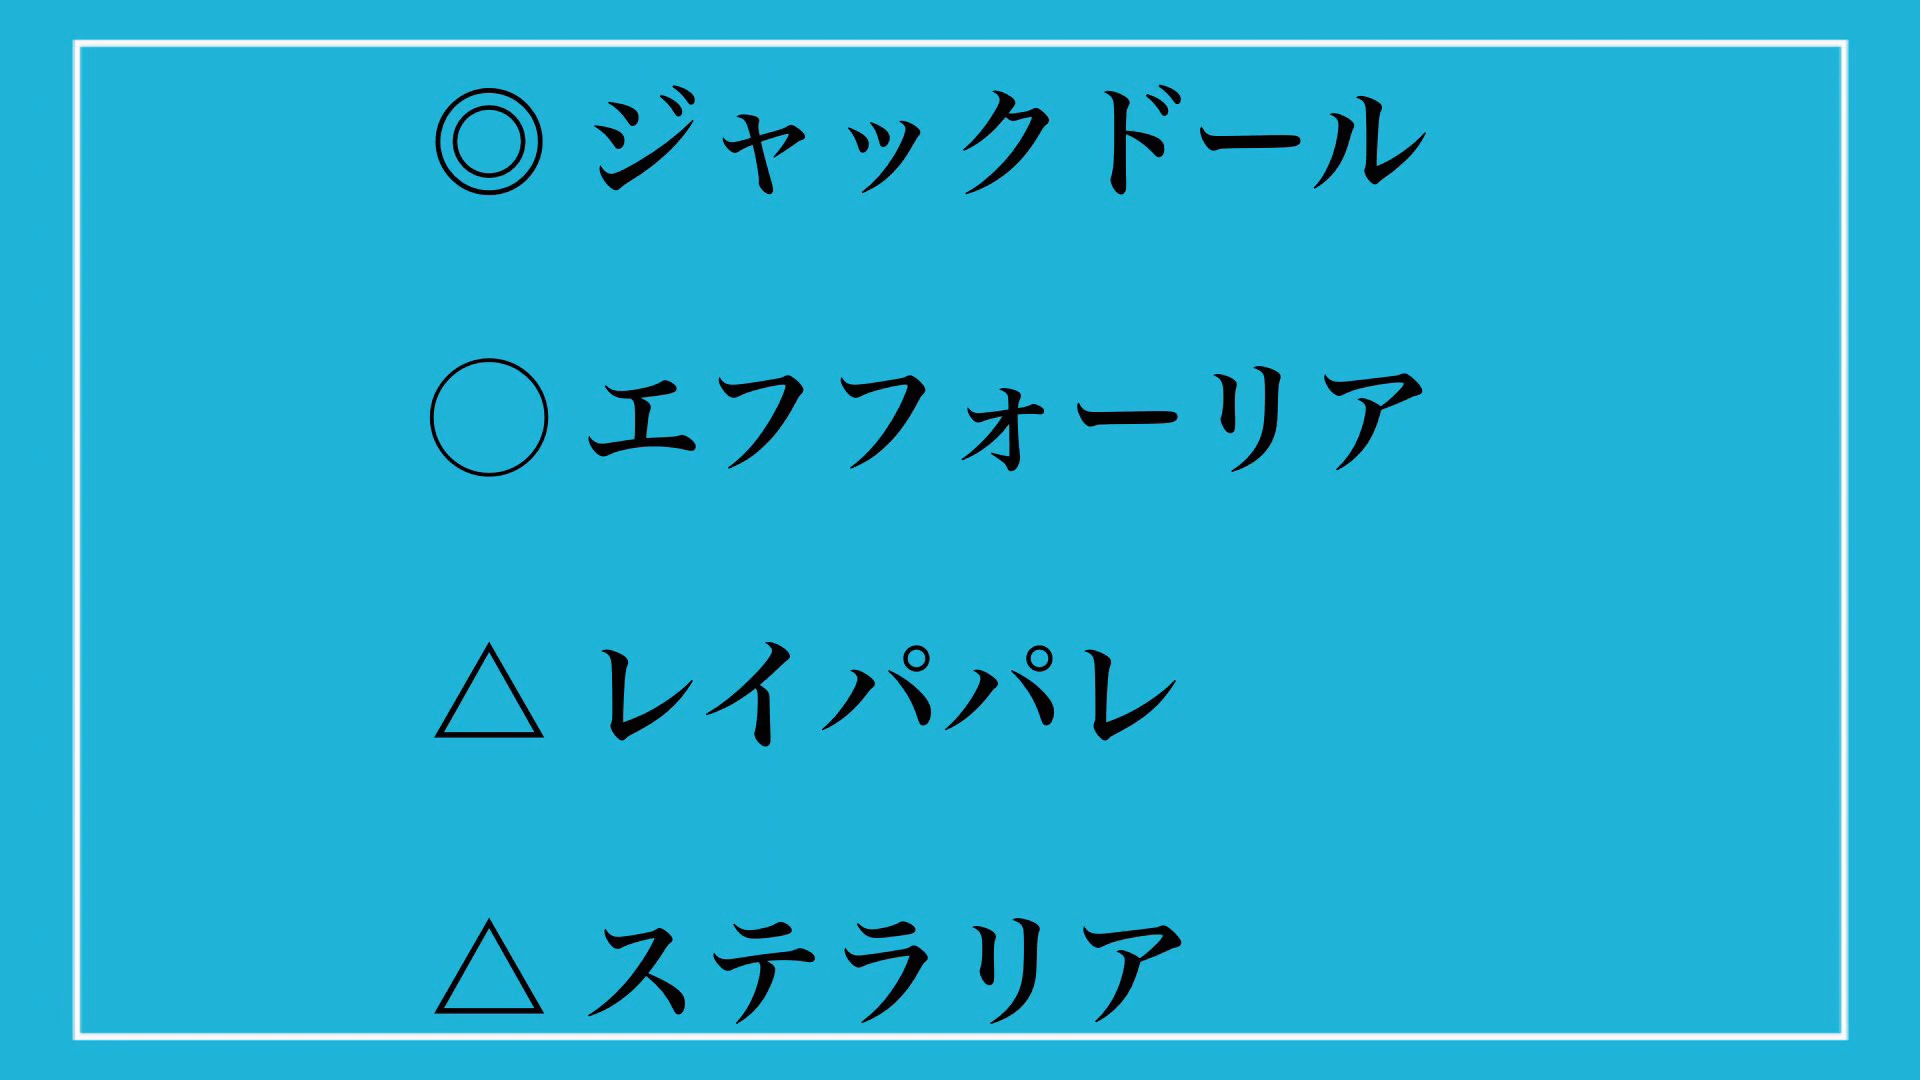 ◎ ジャックドール
○ エフフォーリア
△ レイパパレ
△ ステラリア